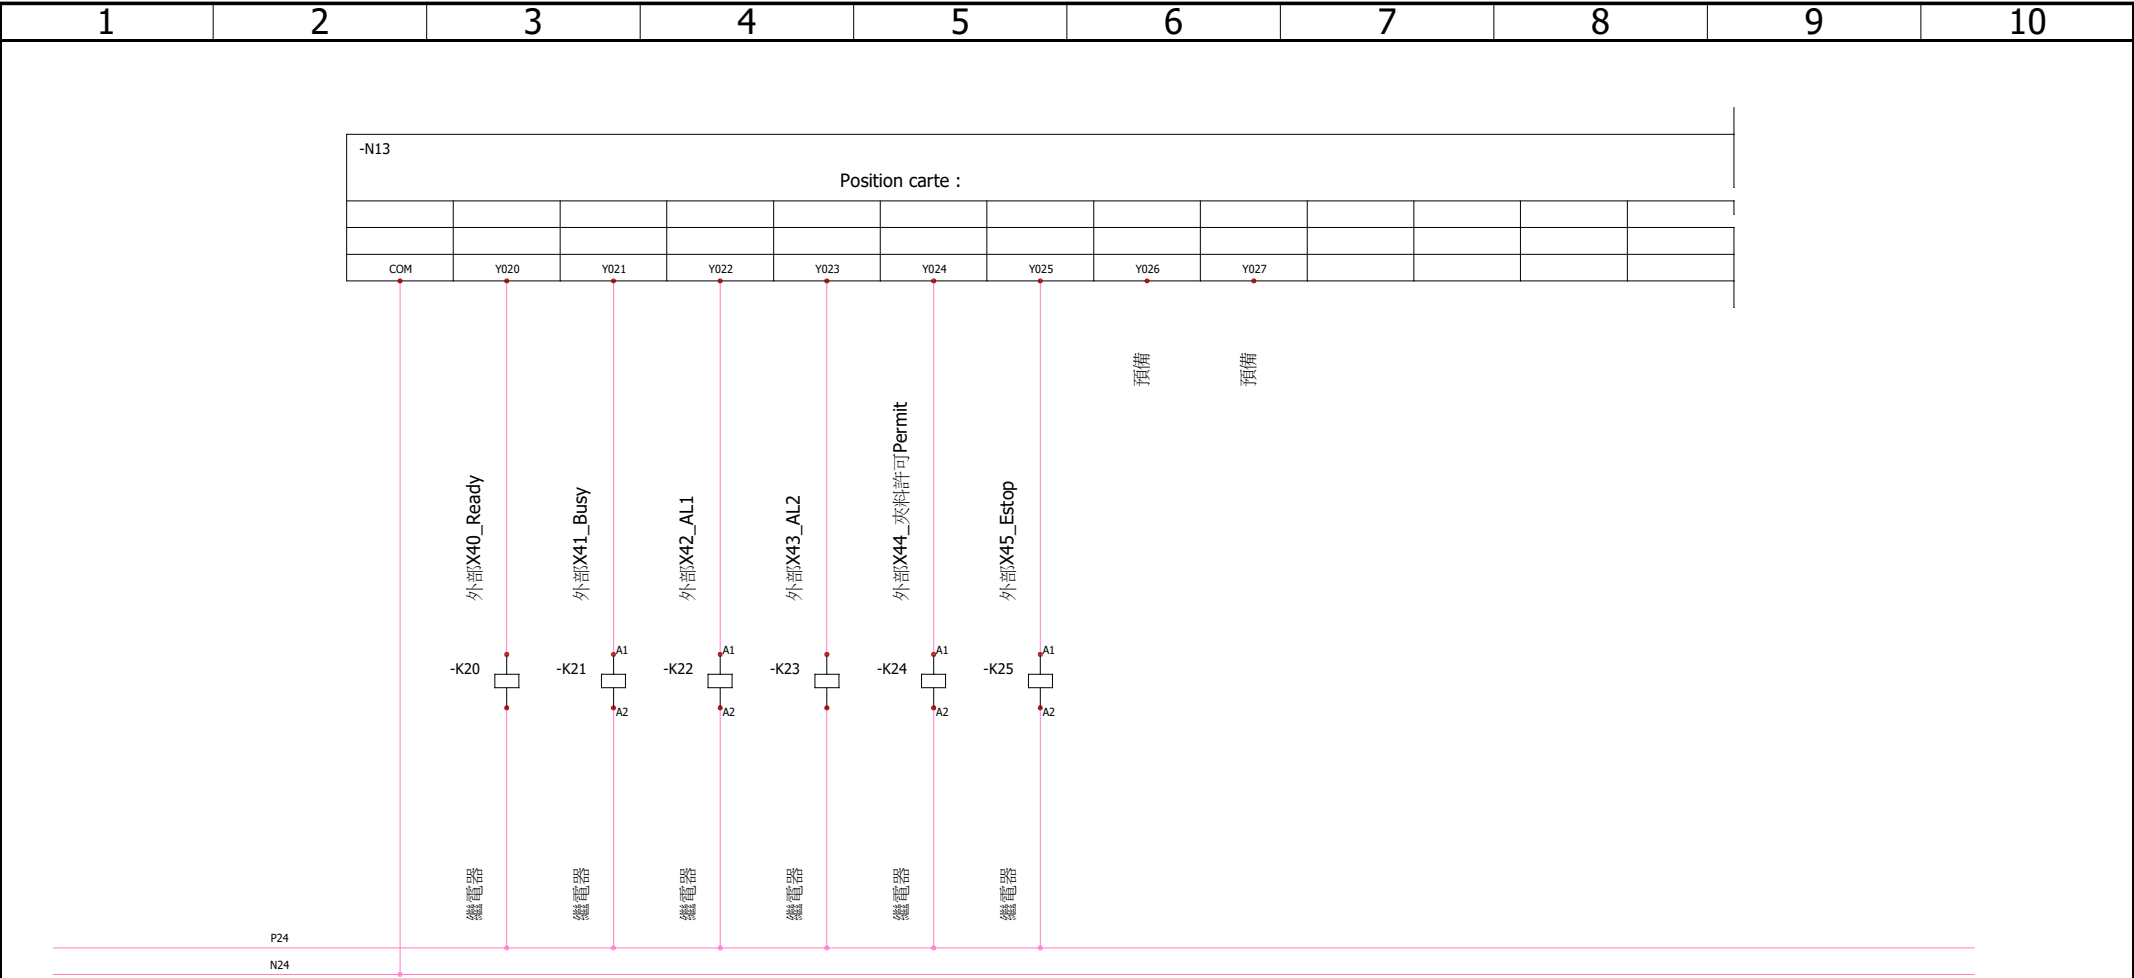 1 2 3 4 5 6 7 8 9 10
-N13
Position carte :
COM Y020 Y021 Y022 Y023 Y024 Y025 Y026 Y027
預備
預備
外部X40_Ready
外部X41_Busy
外部X42_AL1
外部X43_AL2
外部X44_夾料許可Permit
外部X45_Estop
A1 A1 A1 A1
-K20 -K21 -K22 -K23 -K24 -K25
A2 A2 A2 A2
繼電器
繼電器
繼電器
繼電器
繼電器
繼電器
P24
N24